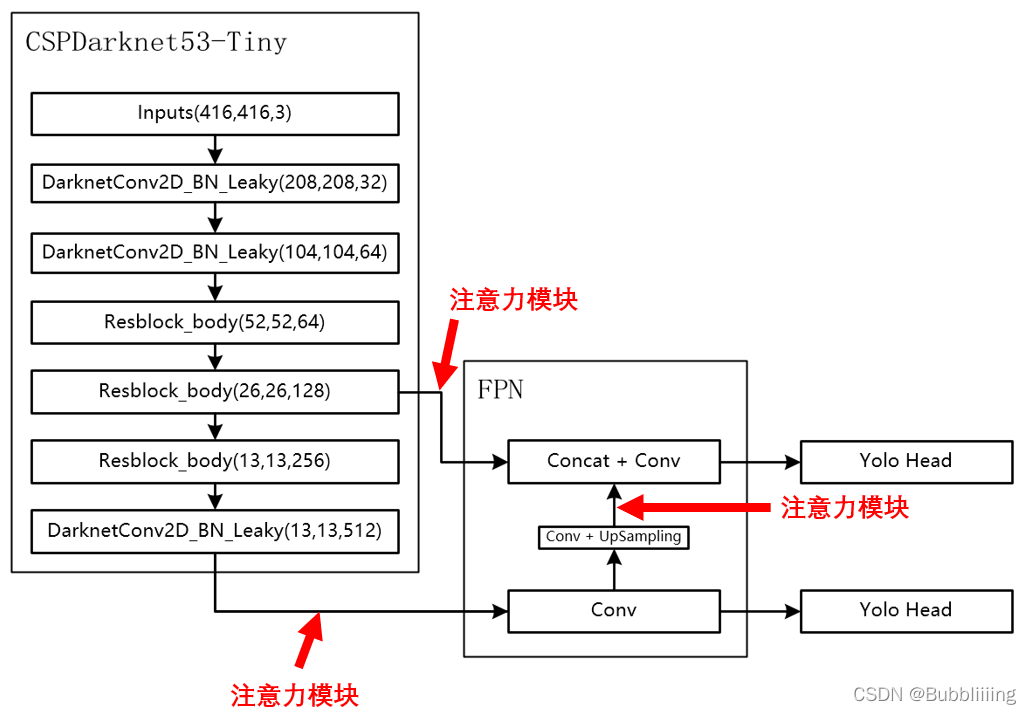 CSPDarknet53-Tiny
Inputs(416,416,3)
DarknetConv2D_BN_Leaky(208,208,32)
DarknetConv2D_BN_Leaky(104,104,64)
Resblock_body(52,52,64)
Resblock_body(26,26,128)
Resblock_body(13,13,256)
DarknetConv2D_BN_Leaky(13,13,512)
注意力模块
FPN
Concat + Conv
Yolo Head
注意力模块
Conv + UpSampling
Conv
Yolo Head
注意力模块
CSDN @Bubbliiiing